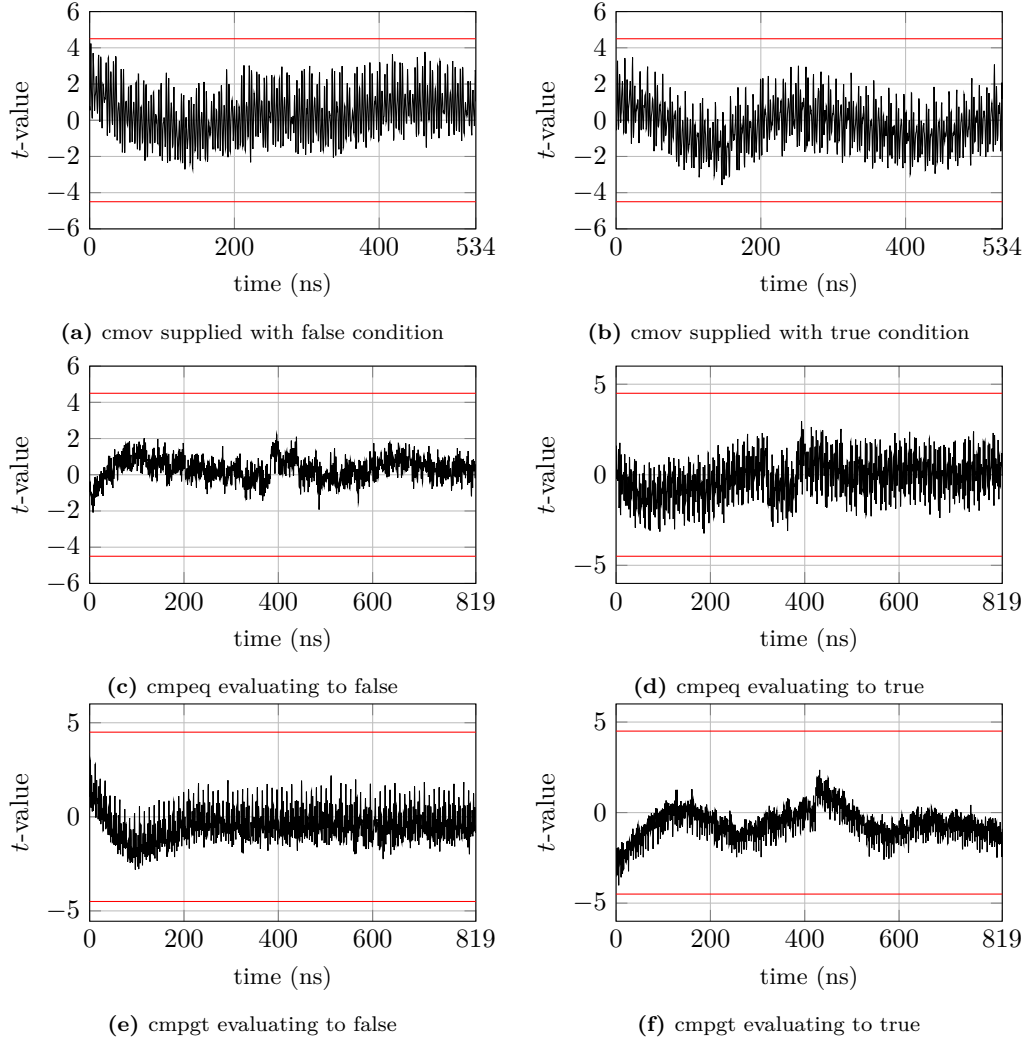 6
4
2
0
−2
−4
−6
t-value
0 200 400 534
time (ns)
(a) cmov supplied with false condition
6
4
2
0
−2
−4
−6
t-value
0 200 400 534
time (ns)
(b) cmov supplied with true condition
6
4
2
0
−2
−4
−6
t-value
0 200 400 600 819
time (ns)
(c) cmpeq evaluating to false
5
0
−5
t-value
0 200 400 600 819
time (ns)
(d) cmpeq evaluating to true
5
0
−5
t-value
0 200 400 600 819
time (ns)
(e) cmpgt evaluating to false
5
0
−5
t-value
0 200 400 600 819
time (ns)
(f) cmpgt evaluating to true